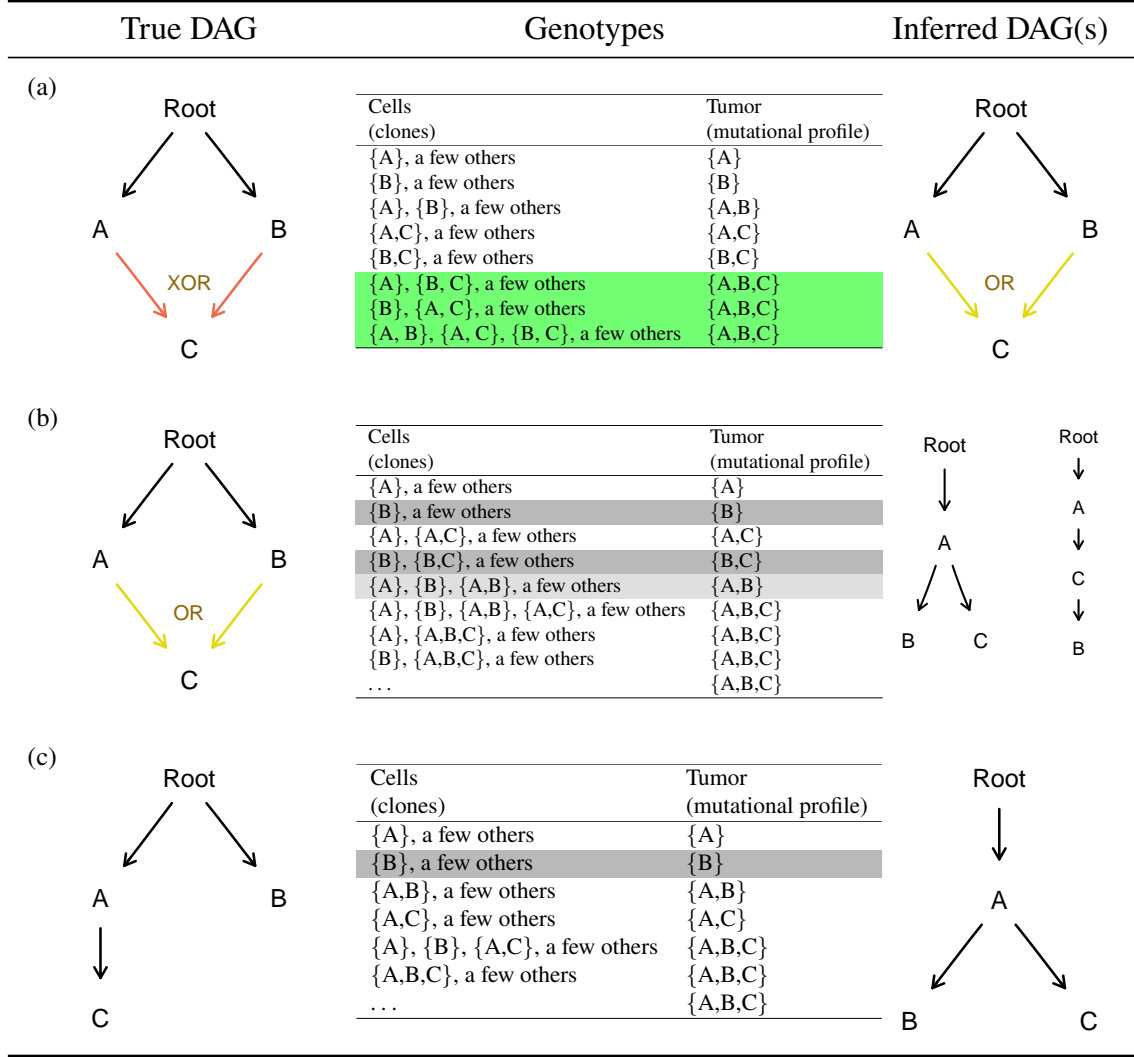 True DAG Genotypes Inferred DAG(s)
(a)
Root
A B
XOR
C
Cells Tumor
(clones) (mutational profile)
{A}, a few others {A}
{B}, a few others {B}
{A}, {B}, a few others {A,B}
{A,C}, a few others {A,C}
{B,C}, a few others {B,C}
{A}, {B, C}, a few others {A,B,C}
{B}, {A, C}, a few others {A,B,C}
{A, B}, {A, C}, {B, C}, a few others {A,B,C}
Root
A B
OR
C
(b)
Root
A B
OR
C
Cells Tumor
(clones) (mutational profile)
{A}, a few others {A}
{B}, a few others {B}
{A}, {A,C}, a few others {A,C}
{B}, {B,C}, a few others {B,C}
{A}, {B}, {A,B}, a few others {A,B}
{A}, {B}, {A,B}, {A,C}, a few others {A,B,C}
{A}, {A,B,C}, a few others {A,B,C}
{B}, {A,B,C}, a few others {A,B,C}
. . . {A,B,C}
Root
A
B C
Root
A
C
B
(c)
Root
A B
C
Cells Tumor
(clones) (mutational profile)
{A}, a few others {A}
{B}, a few others {B}
{A,B}, a few others {A,B}
{A,C}, a few others {A,C}
{A}, {B}, {A,C}, a few others {A,B,C}
{A,B,C}, a few others {A,B,C}
. . . {A,B,C}
Root
A
B C